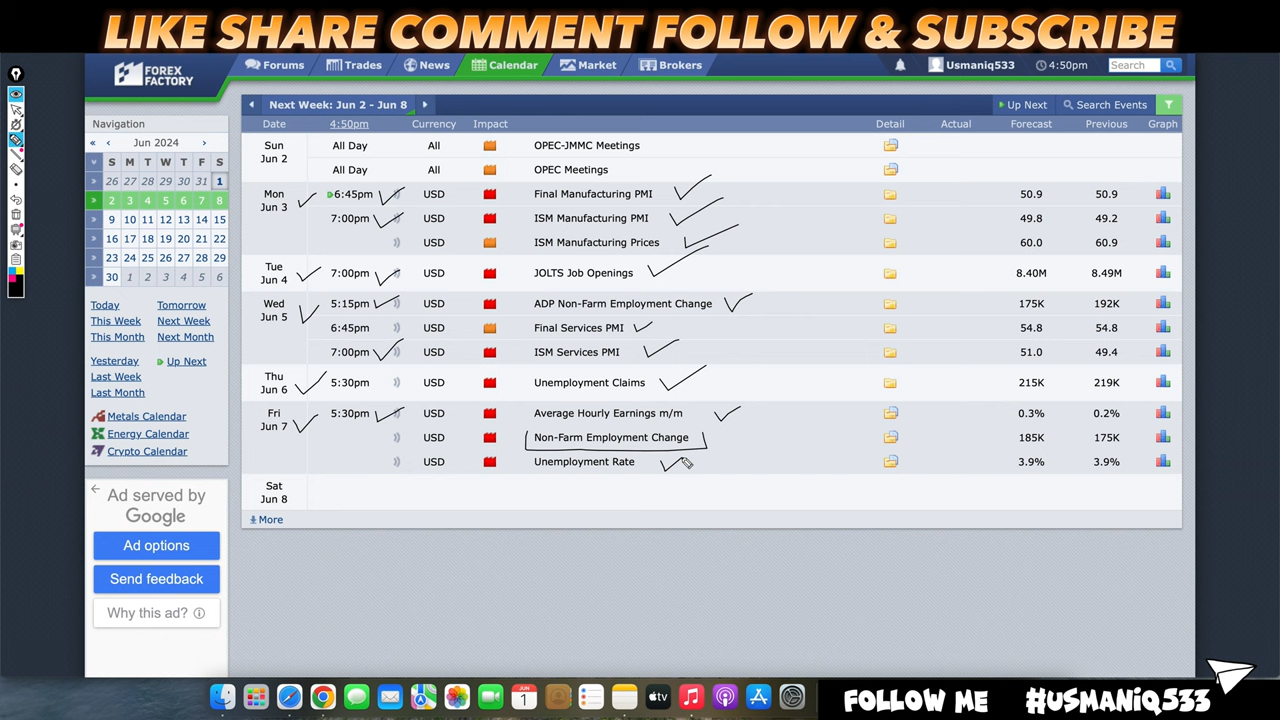 LIKE SHARE COMMENT FOLLOW & SUBSCRIBE
FOREX FACTORY Forums Trades News Calendar Market Brokers Usmaniq533 4:50pm Search
Navigation
« ‹ Jun 2024 ›
S M T W T F S
26 27 28 29 30 31 1
2 3 4 5 6 7 8
9 10 11 12 13 14 15
16 17 18 19 20 21 22
23 24 25 26 27 28 29
30 1 2 3 4 5 6
Today Tomorrow
This Week Next Week
This Month Next Month
Yesterday Up Next
Last Week
Last Month
Metals Calendar
Energy Calendar
Crypto Calendar
Ad served by
Google
Ad options
Send feedback
Why this ad?
Next Week: Jun 2 - Jun 8 Up Next Search Events
Date 4:50pm Currency Impact Detail Actual Forecast Previous Graph
Sun Jun 2 All Day All OPEC-JMMC Meetings
All Day All OPEC Meetings
Mon Jun 3 6:45pm USD Final Manufacturing PMI 50.9 50.9
7:00pm USD ISM Manufacturing PMI 49.8 49.2
USD ISM Manufacturing Prices 60.0 60.9
Tue Jun 4 7:00pm USD JOLTS Job Openings 8.40M 8.49M
Wed Jun 5 5:15pm USD ADP Non-Farm Employment Change 175K 192K
6:45pm USD Final Services PMI 54.8 54.8
7:00pm USD ISM Services PMI 51.0 49.4
Thu Jun 6 5:30pm USD Unemployment Claims 215K 219K
Fri Jun 7 5:30pm USD Average Hourly Earnings m/m 0.3% 0.2%
USD Non-Farm Employment Change 185K 175K
USD Unemployment Rate 3.9% 3.9%
Sat Jun 8
More
JUN 1 tv
FOLLOW ME #USMANiQ533